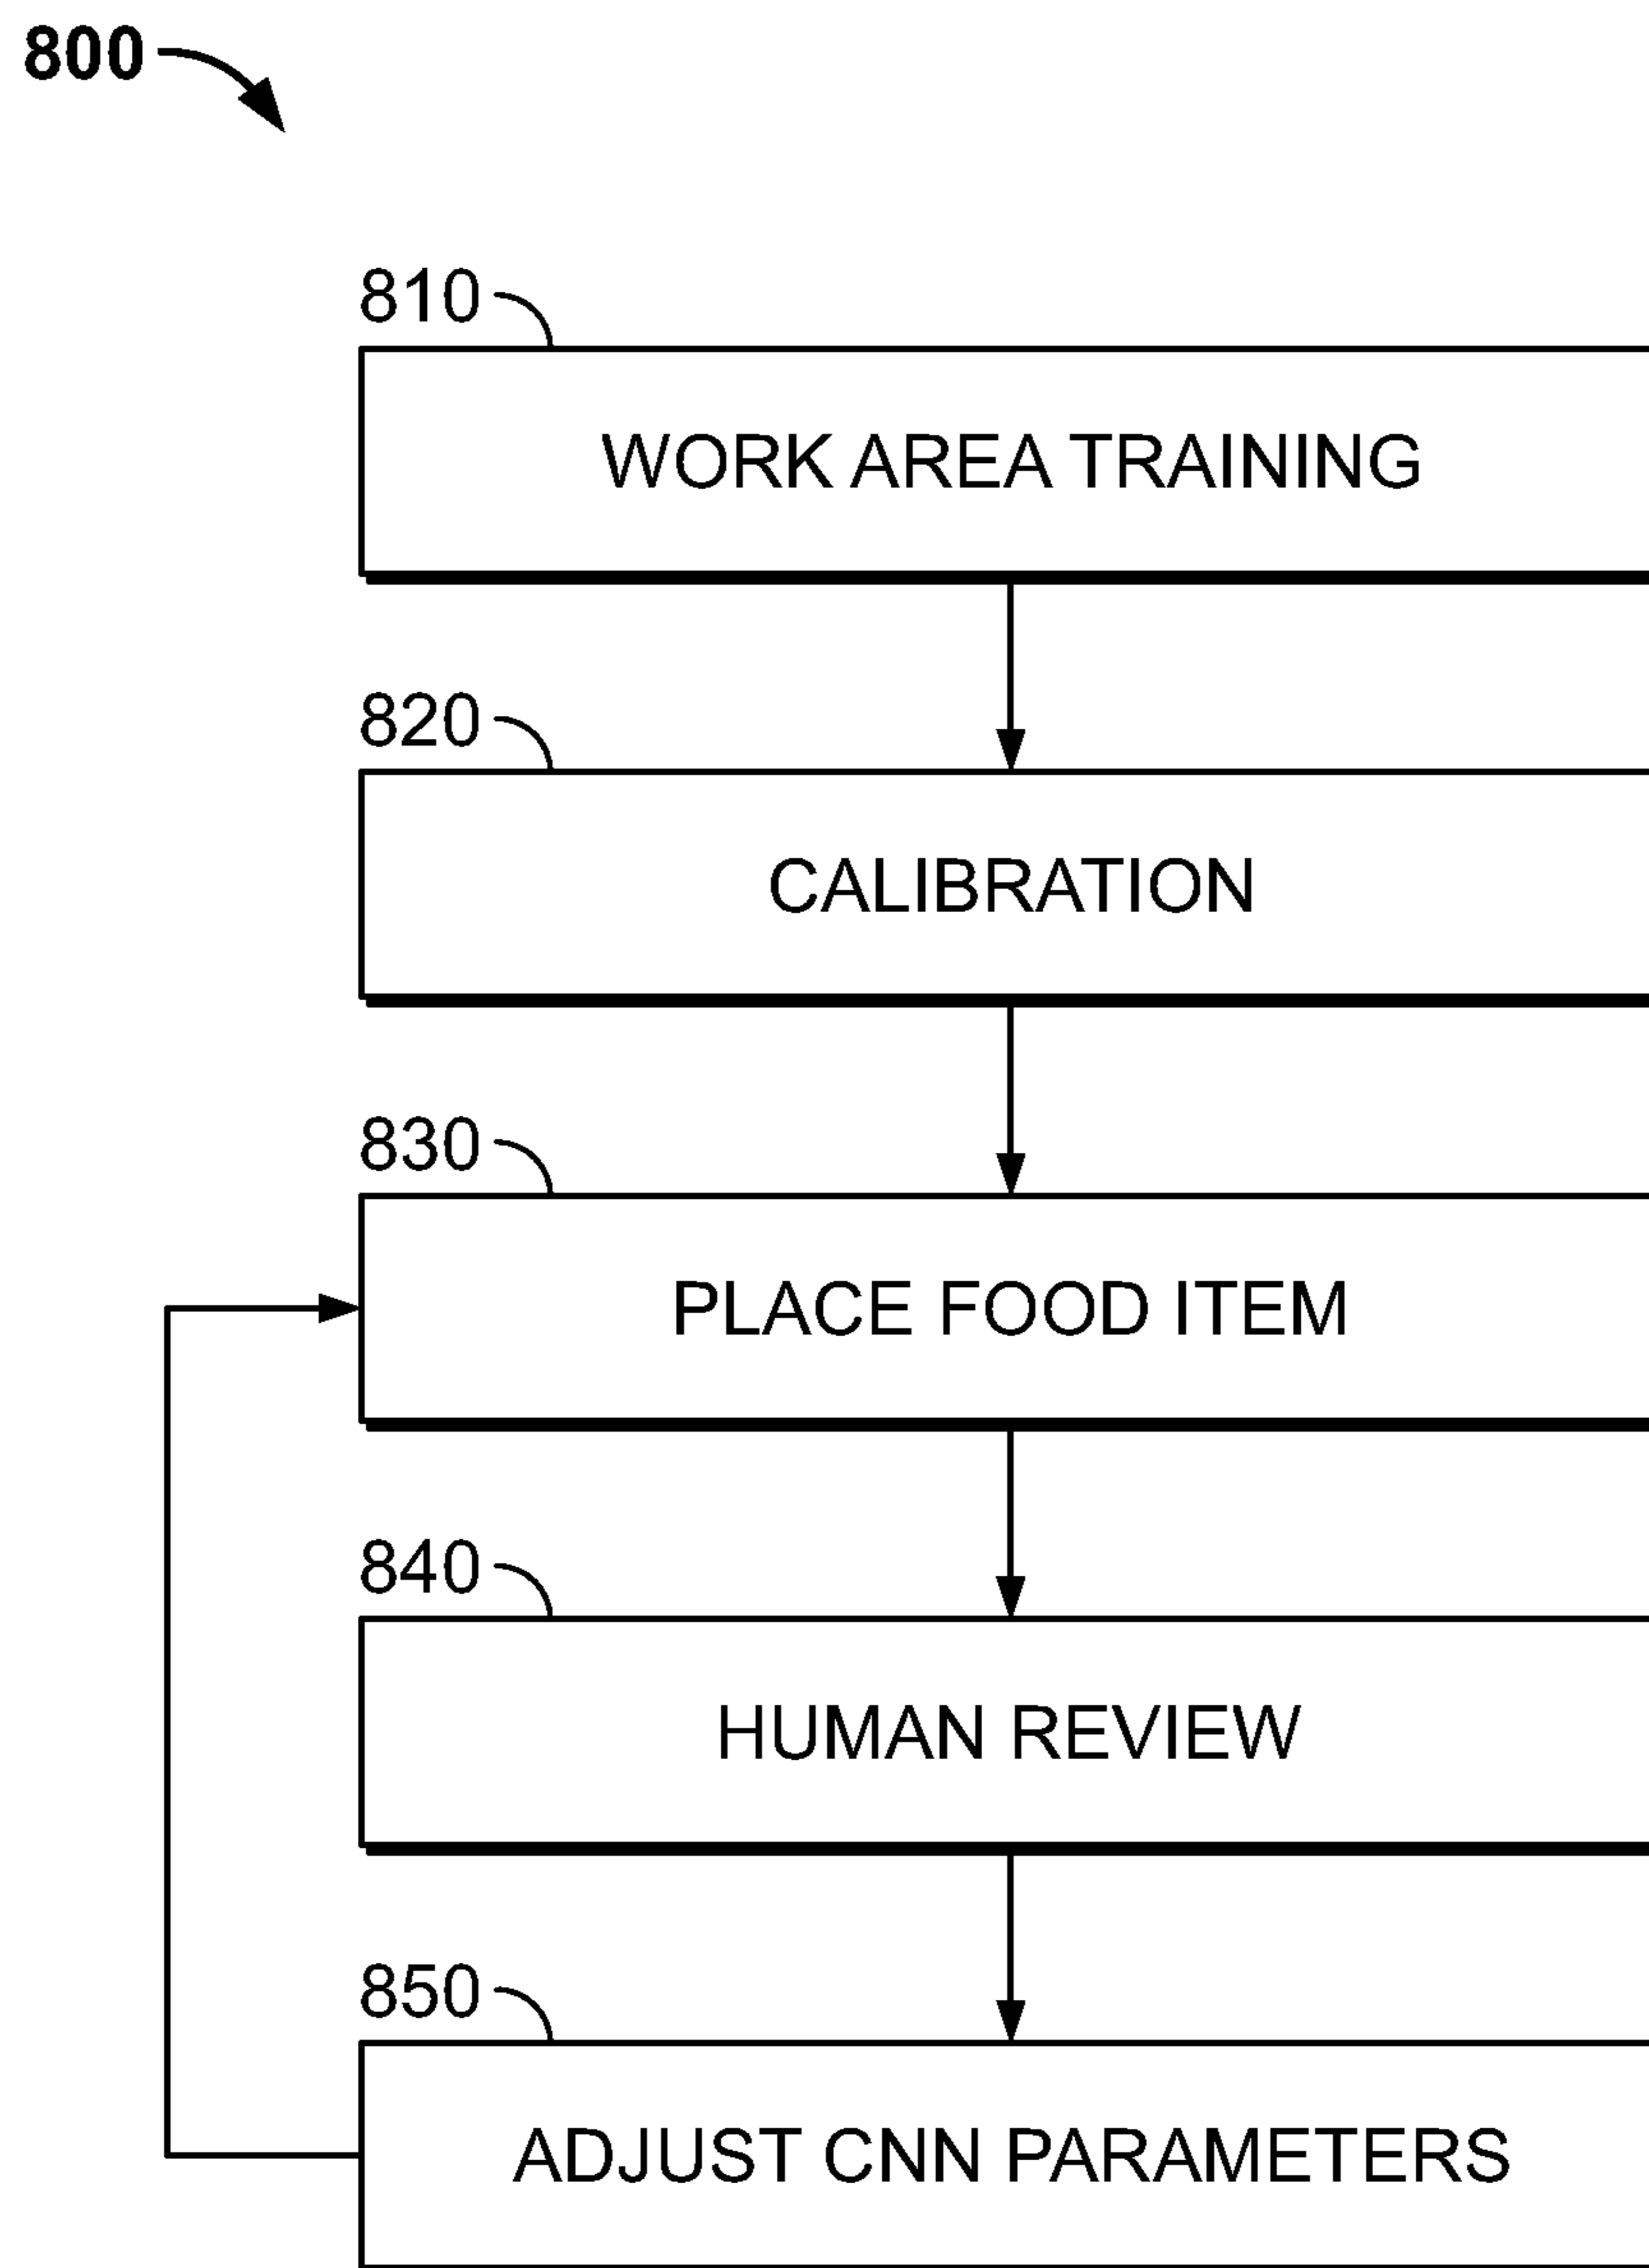 800
810
WORK AREA TRAINING
820
CALIBRATION
830
PLACE FOOD ITEM
840
HUMAN REVIEW
850
ADJUST CNN PARAMETERS